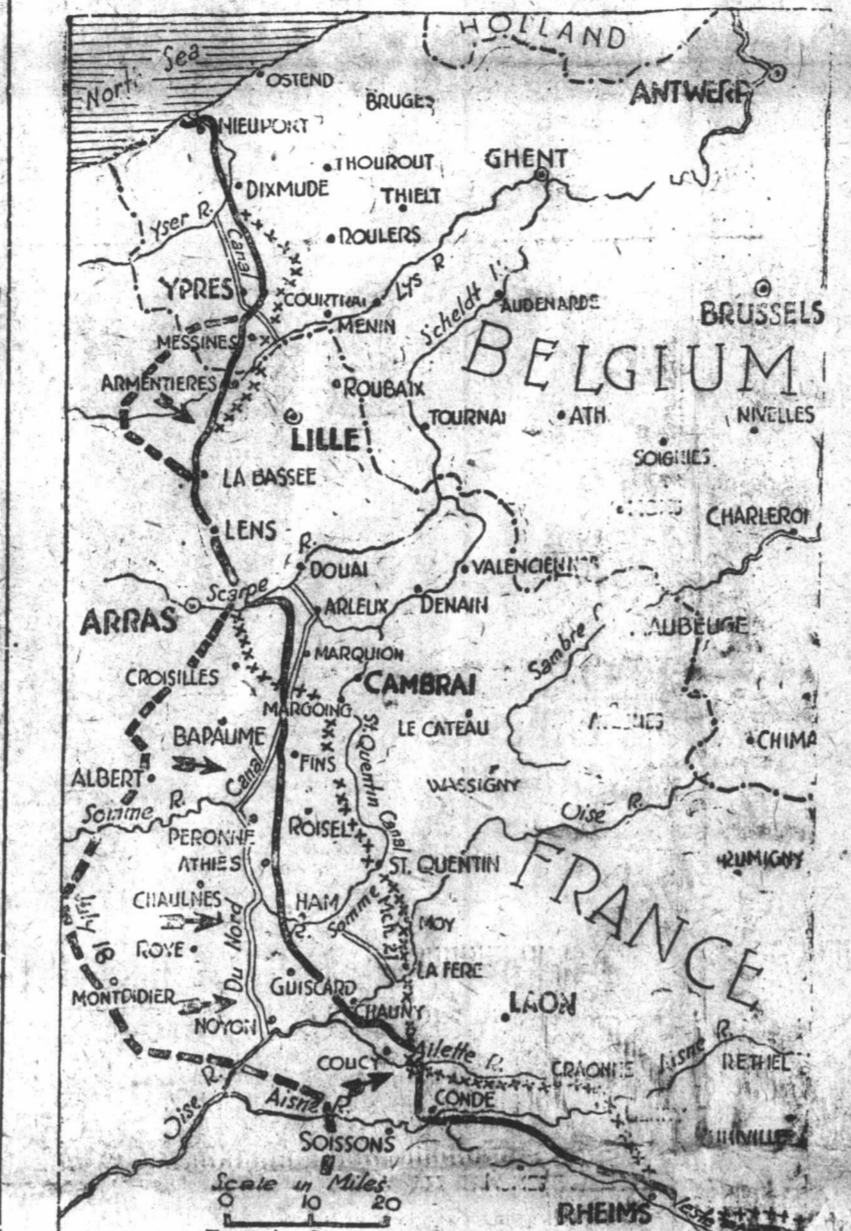 HOLLAND
North Sea
OSTEND
BRUGES
ANTWERP
NIEUPORT
THOUROUT
GHENT
DIXMUDE
THIELT
Yser R.
Canal
ROULERS
YPRES
COURTRAI
Lys R
Scheldt
AUDENARDE
BRUSSELS
MENIN
MESSINES
BELGIUM
ARMENTIERES
ROUBAIX
TOURNAI
ATH
NIVELLES
LILLE
SOIGNIES
LA BASSEE
CHARLEROI
LENS
R.
DOUAI
VALENCIENNES
Scarpe
ARRAS
ARLEUX
DENAIN
AUBEUGE
Sambre
MARQUION
CROISILLES
CAMBRAI
MARGOING
LE CATEAU
BAPAUME
St. Quentin Canal
CHIMA
Canal
FINS
ALBERT
WASSIGNY
Somme R.
Oise R.
ROISEL
PERONNE
ATHIES
ST. QUENTIN
FRANCE
RUMIGNY
CHAULNES
HAM
Somme
R.
Mch. 21
MOY
July 18
Du Nord
ROYE
LA FERE
GUISCARD
MONTDIDIER
CHAUNY
LAON
NOYON
COUCY
Ailette R.
CRAONNE
Aisne R.
RETHEL
Oise R.
Aisne R.
CONDE
SOISSONS
Scale in Miles
0 10 20
RHEIMS
Vesle